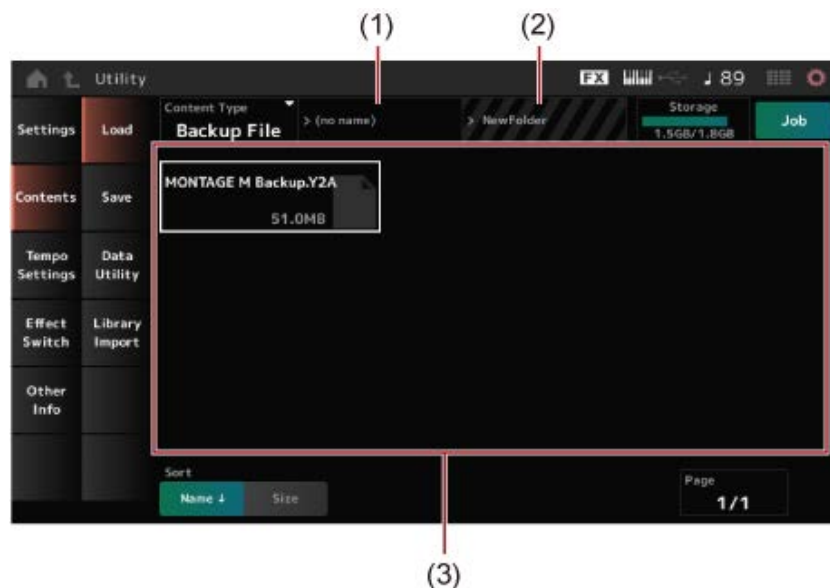 (1) (2)
Utility FX 89
Content Type
Backup File
> (no name)
> NewFolder
Storage
1.5GB/1.8GB
Job
Settings
Load
MONTAGE M Backup.Y2A
51.0MB
Contents
Save
Tempo
Settings
Data
Utility
Effect
Switch
Library
Import
Other
Info
Sort
Name ↓ Size
Page
1/1
(3)